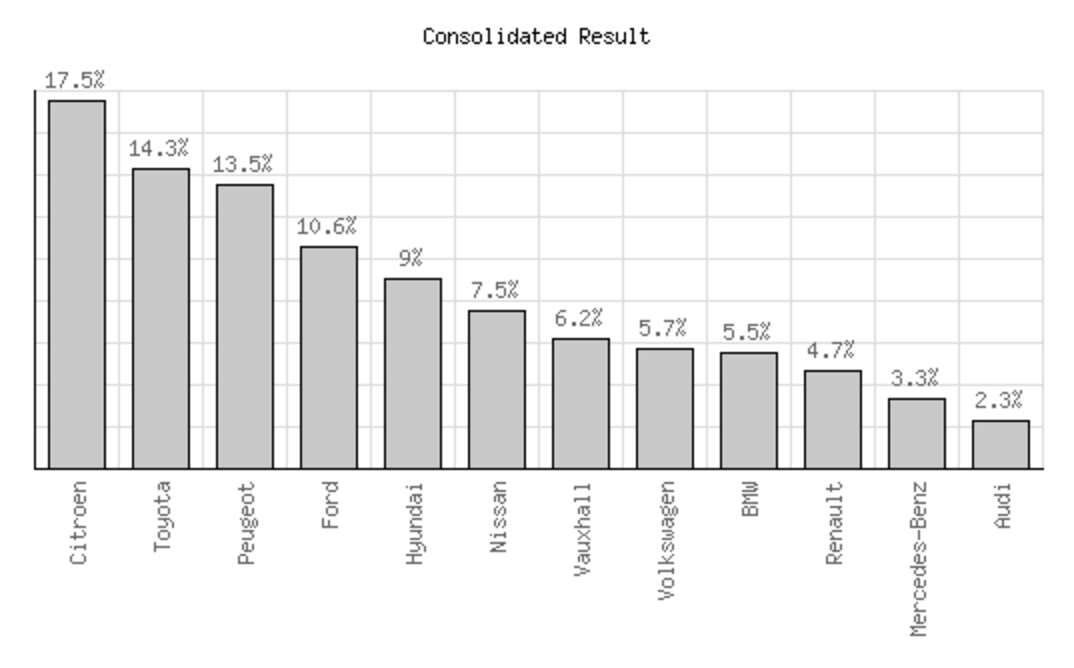 Consolidated Result
17.5%
14.3%
13.5%
10.6%
9%
7.5%
6.2%
5.7%
5.5%
4.7%
3.3%
2.3%
Citroen
Toyota
Peugeot
Ford
Hyundai
Nissan
Vauxhall
Volkswagen
BMW
Renault
Mercedes-Benz
Audi